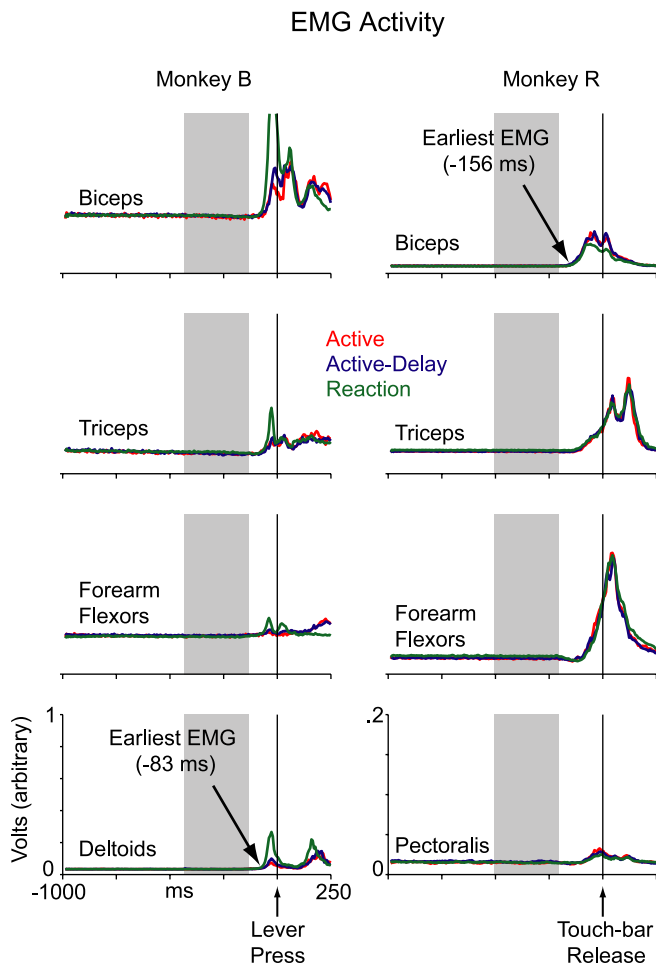 EMG Activity
Monkey B
Monkey R
Earliest EMG
(-156 ms)
Biceps
Biceps
Active
Active-Delay
Reaction
Triceps
Triceps
Forearm
Flexors
Forearm
Flexors
1
.2
Earliest EMG
(-83 ms)
Volts (arbitrary)
Deltoids
Pectoralis
0
0
-1000
ms
250
Lever
Press
Touch-bar
Release